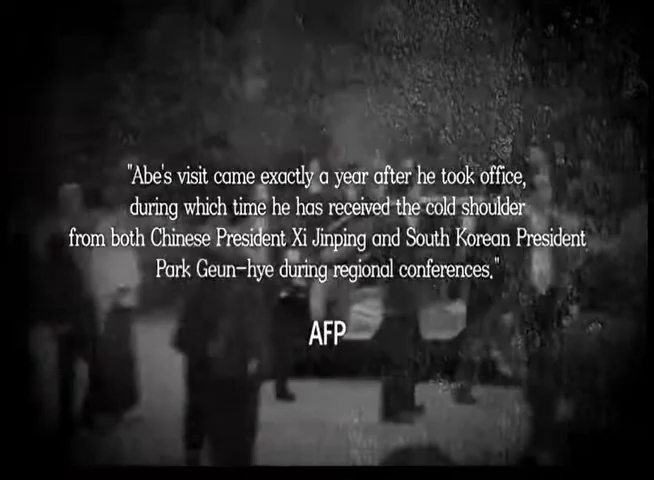 "Abe's visit came exactly a year after he took office,
during which time he has received the cold shoulder
from both Chinese President Xi Jinping and South Korean President
Park Geun-hye during regional conferences."
AFP